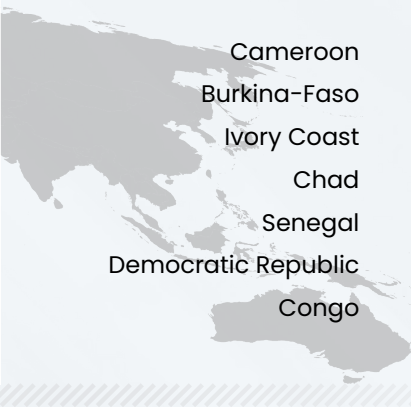 Cameroon
Burkina-Faso
Ivory Coast
Chad
Senegal
Democratic Republic
Congo